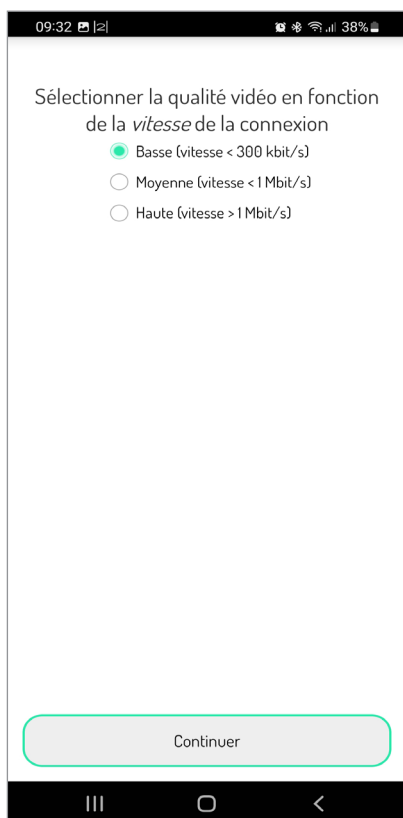 09:32 |2| 38%
Sélectionner la qualité vidéo en fonction
de la vitesse de la connexion
Basse (vitesse < 300 kbit/s)
Moyenne (vitesse < 1 Mbit/s)
Haute (vitesse > 1 Mbit/s)
Continuer